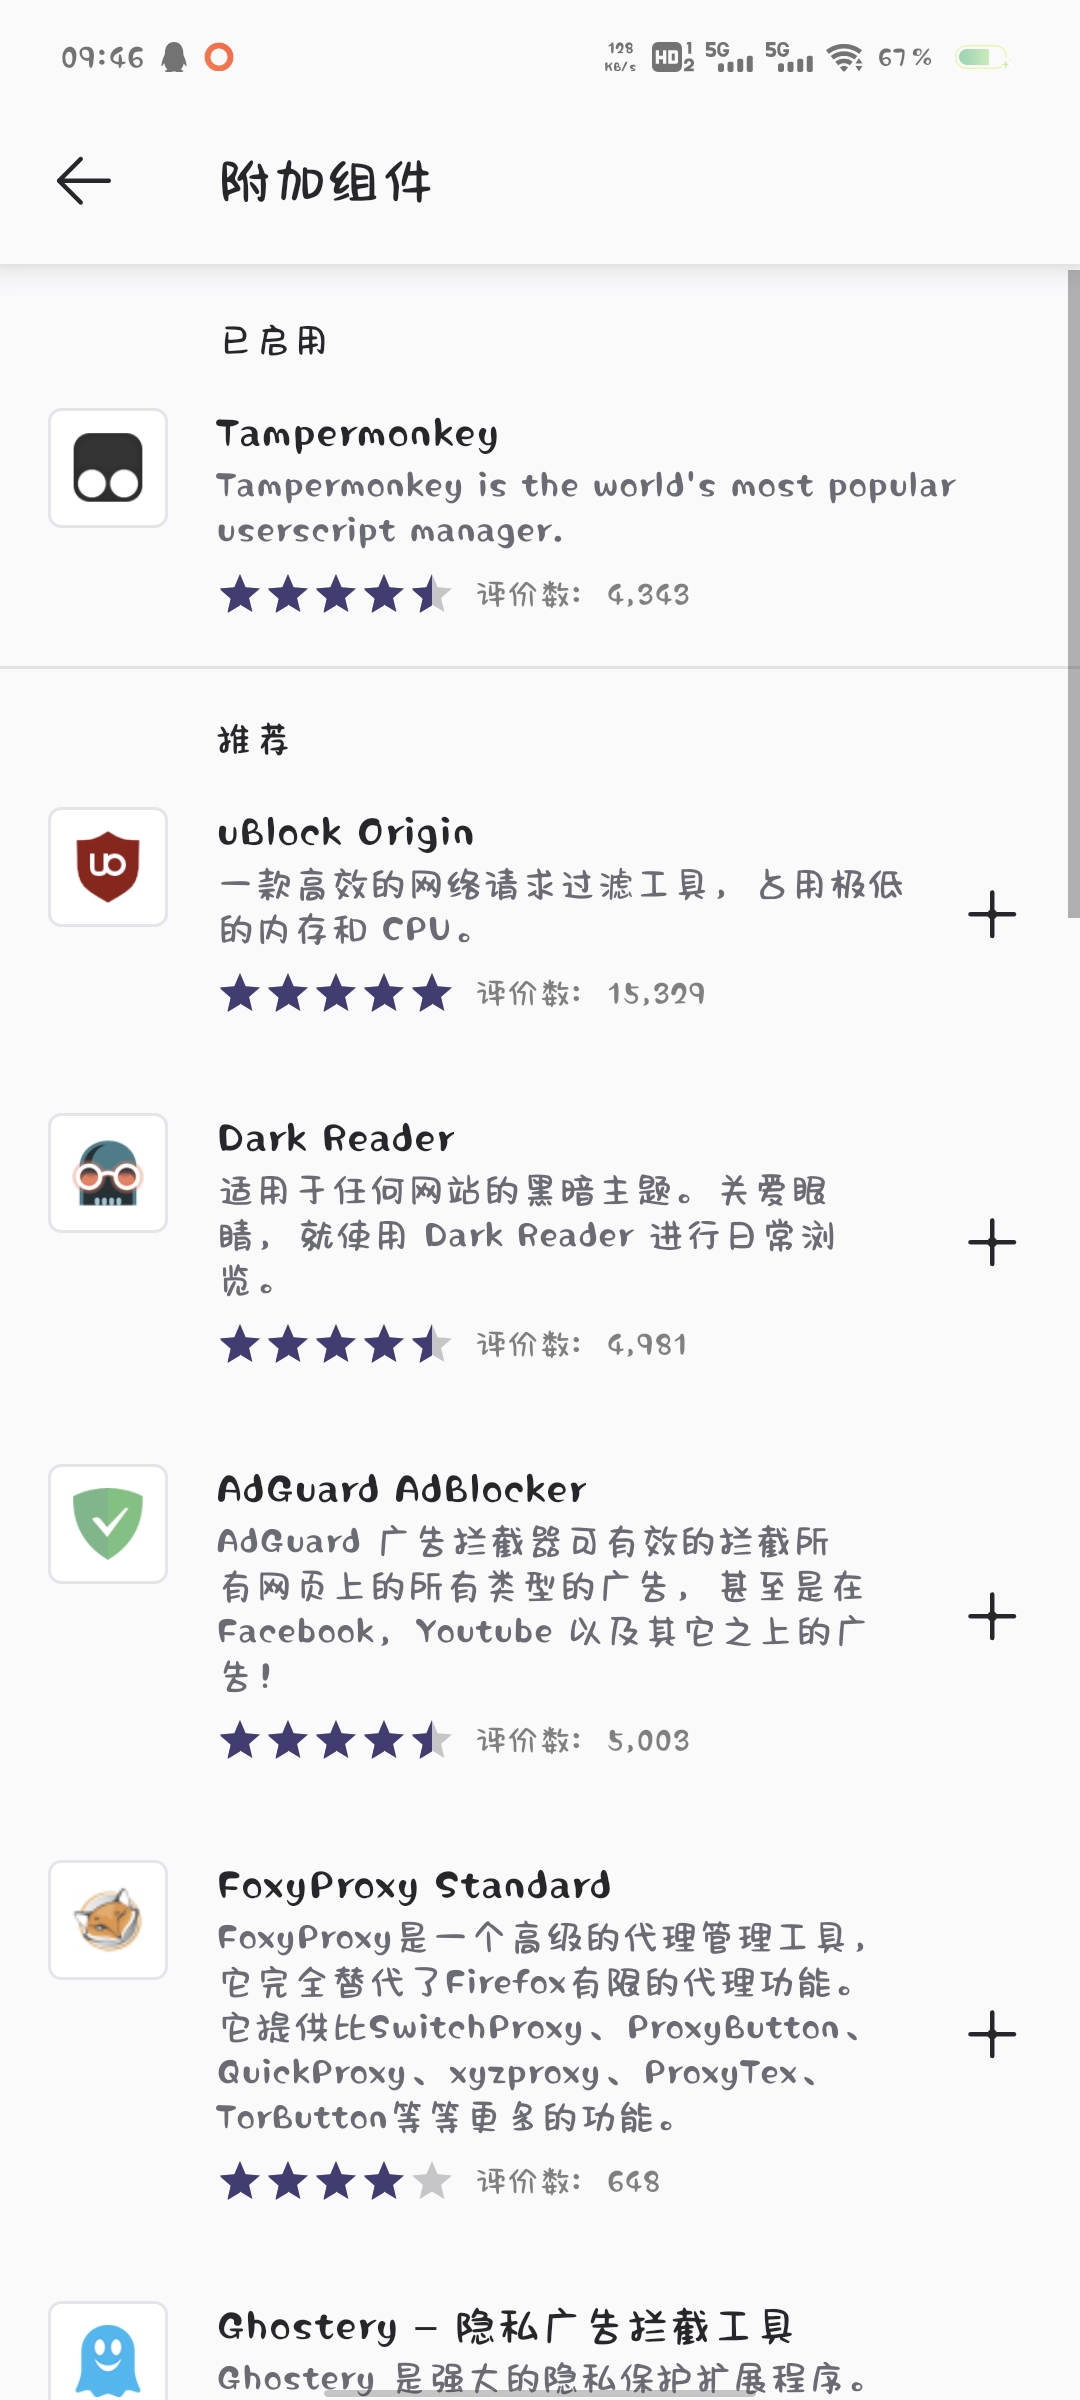 09:46
128 KB/s HD 1 2 5G 5G 67%
附加组件
已启用
Tampermonkey
Tampermonkey is the world's most popular
userscript manager.
评价数： 4,343
推荐
uBlock Origin
一款高效的网络请求过滤工具，占用极低
的内存和 CPU。
评价数： 15,329
Dark Reader
适用于任何网站的黑暗主题。关爱眼
睛，就使用 Dark Reader 进行日常浏
览。
评价数： 4,981
AdGuard AdBlocker
AdGuard 广告拦截器可有效的拦截所
有网页上的所有类型的广告，甚至是在
Facebook，Youtube 以及其它之上的广
告！
评价数： 5,003
FoxyProxy Standard
FoxyProxy是一个高级的代理管理工具，
它完全替代了Firefox有限的代理功能。
它提供比SwitchProxy、ProxyButton、
QuickProxy、xyzproxy、ProxyTex、
TorButton等等更多的功能。
评价数： 648
Ghostery – 隐私广告拦截工具
Ghostery 是强大的隐私保护扩展程序。